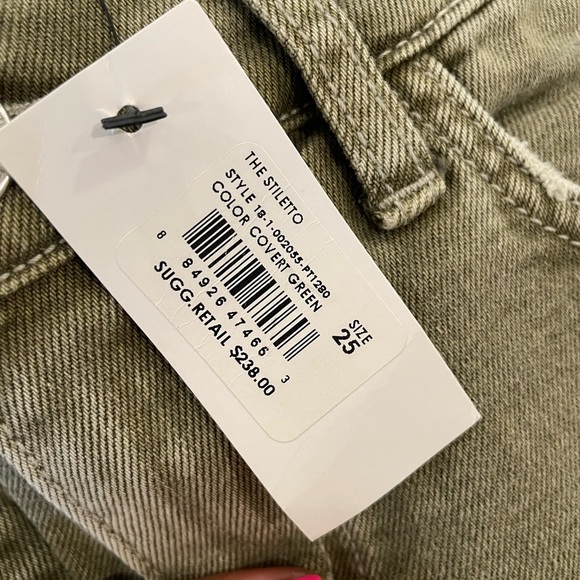 THE STILETTO
STYLE 18-1-002055-PT1280
COLOR COVERT GREEN
SIZE
25
8 84926 47466 3
SUGG.RETAIL $238.00